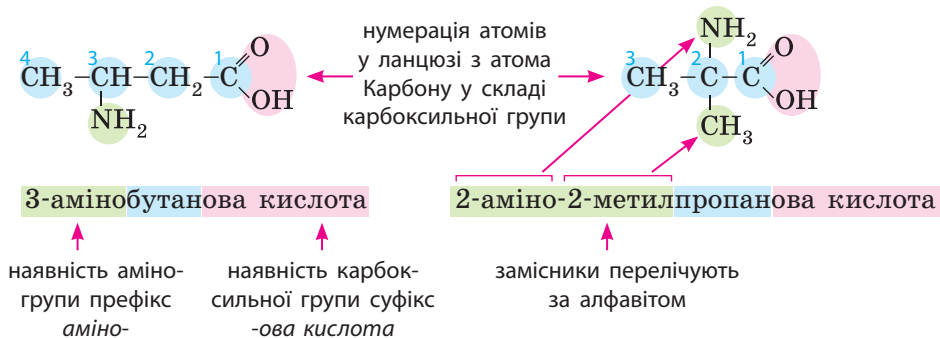 4 3 2 1
CH₃–CH–CH₂–C
O
OH
NH₂
нумерація атомів
у ланцюзі з атома
Карбону у складі
карбоксильної групи
NH₂
3 2 1
CH₃–C–C
O
OH
CH₃
3-амінобутанова кислота
2-аміно-2-метилпропанова кислота
наявність аміно-
групи префікс
аміно-
наявність карбок-
сильної групи суфікс
-ова кислота
замісники перелічують
за алфавітом